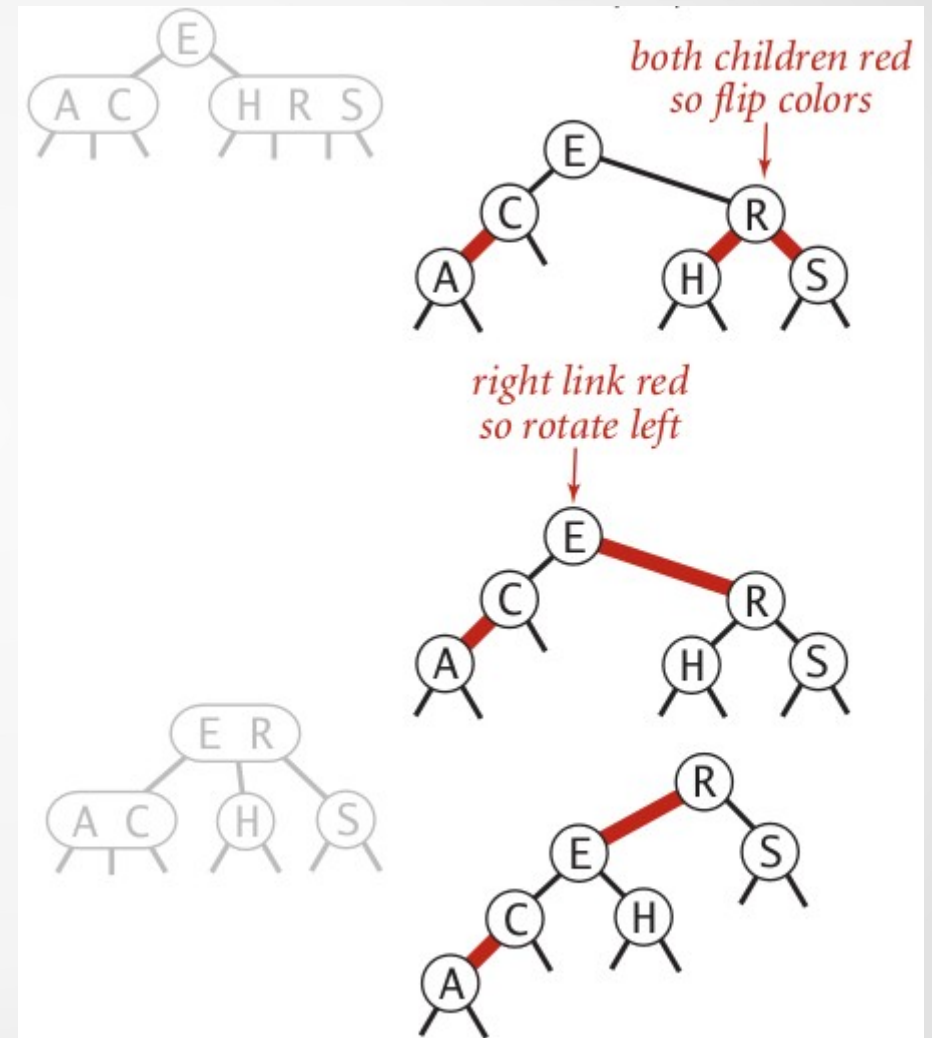 E
A C
H R S
both children red
so flip colors
E
C
R
A
H
S
right link red
so rotate left
E
C
R
A
H
S
E R
A C
H
S
R
E
S
C
H
A